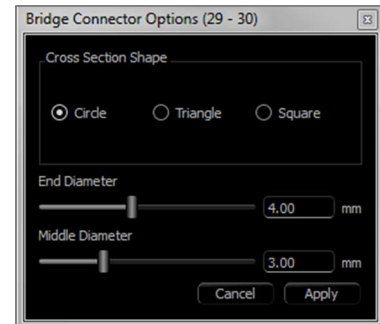 Bridge Connector Options (29 - 30)
Cross Section Shape
Circle Triangle Square
End Diameter
4.00 mm
Middle Diameter
3.00 mm
Cancel Apply